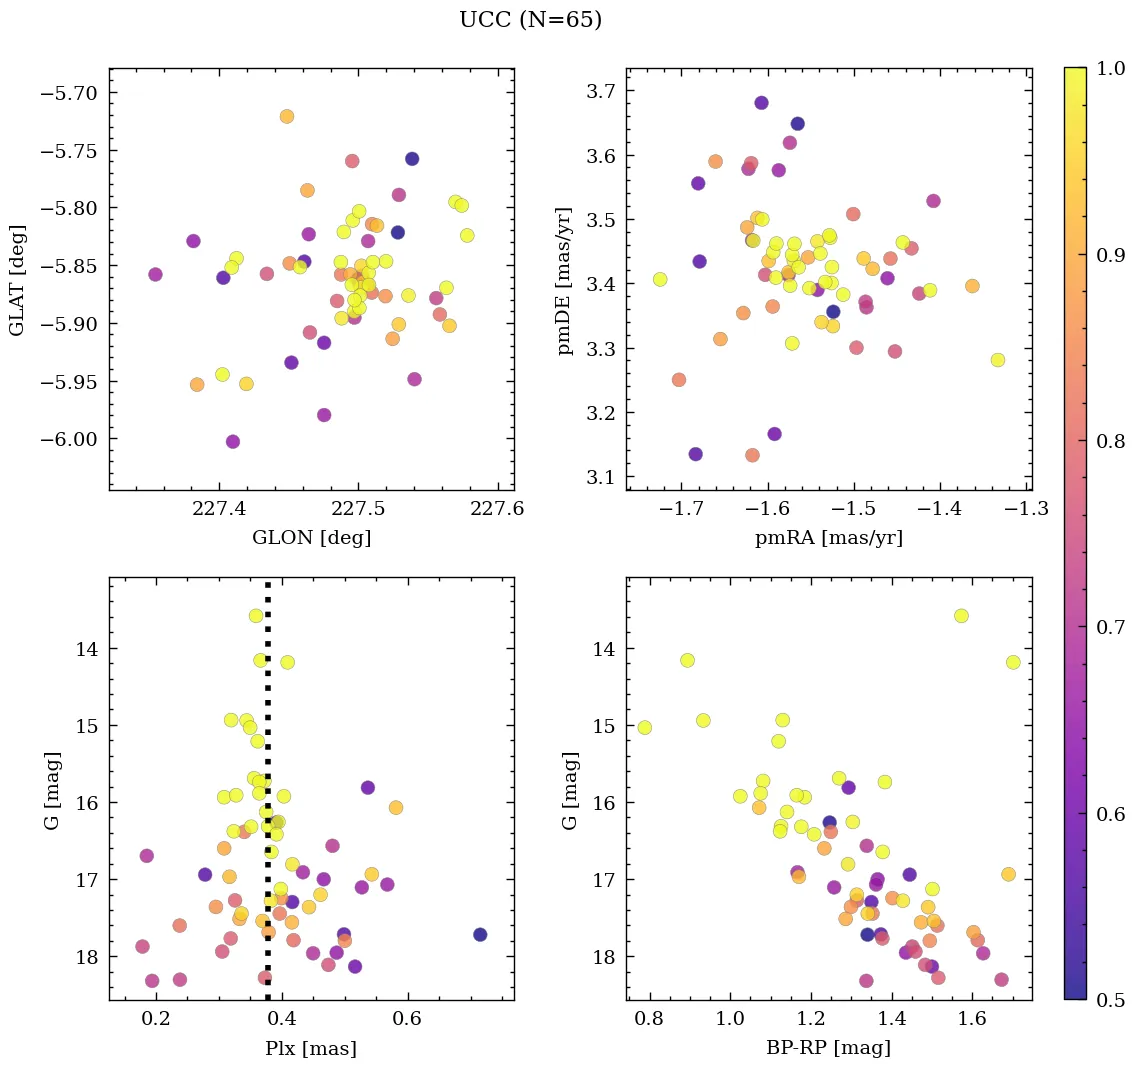 UCC (N=65)
−5.70
−5.75
−5.80
−5.85
−5.90
−5.95
−6.00
GLAT [deg]
227.4 227.5 227.6
GLON [deg]
3.7
3.6
3.5
3.4
3.3
3.2
3.1
pmDE [mas/yr]
−1.7 −1.6 −1.5 −1.4 −1.3
pmRA [mas/yr]
14
15
16
17
18
G [mag]
0.2 0.4 0.6
Plx [mas]
14
15
16
17
18
G [mag]
0.8 1.0 1.2 1.4 1.6
BP-RP [mag]
1.0
0.9
0.8
0.7
0.6
0.5